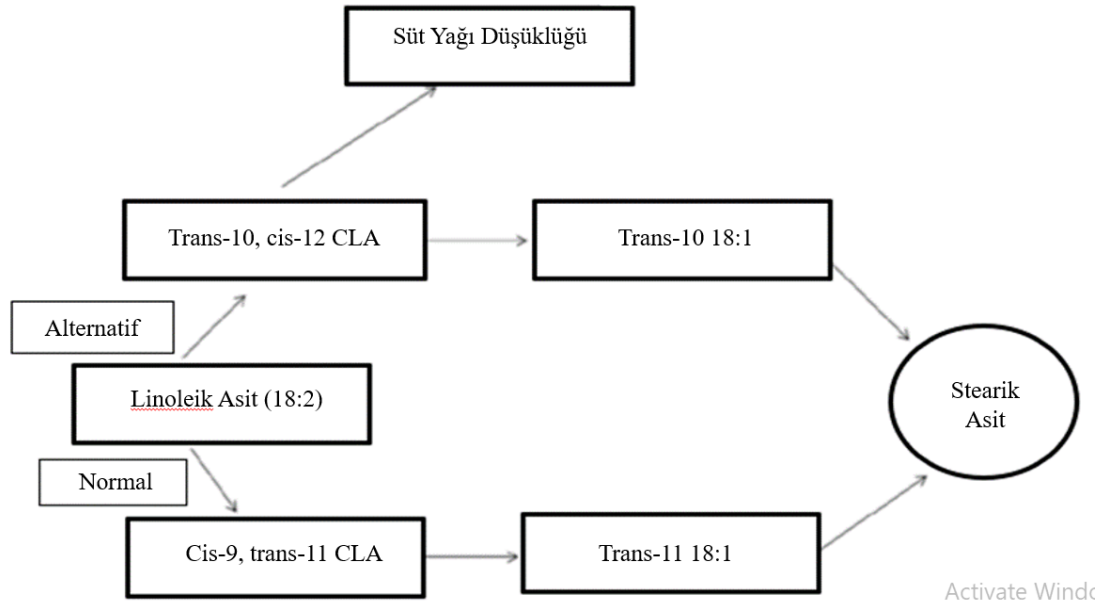 Süt Yağı Düşüklüğü
Trans-10, cis-12 CLA
Trans-10 18:1
Alternatif
Linoleik Asit (18:2)
Stearik
Asit
Normal
Cis-9, trans-11 CLA
Trans-11 18:1
Activate Windo